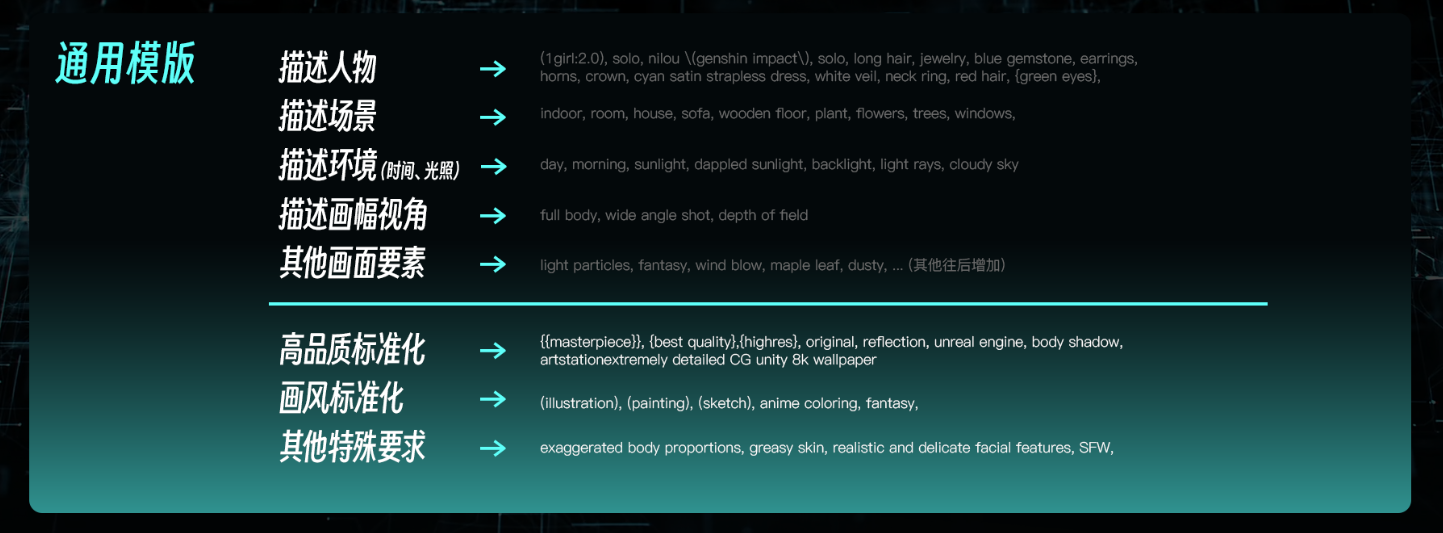 通用模版
描述人物 → (1girl:2.0), solo, nilou \(genshin impact\), solo, long hair, jewelry, blue gemstone, earrings,
horns, crown, cyan satin strapless dress, white veil, neck ring, red hair, {green eyes},
描述场景 → indoor, room, house, sofa, wooden floor, plant, flowers, trees, windows,
描述环境(时间、光照) → day, morning, sunlight, dappled sunlight, backlight, light rays, cloudy sky
描述画幅视角 → full body, wide angle shot, depth of field
其他画面要素 → light particles, fantasy, wind blow, maple leaf, dusty, ... (其他往后增加)
高品质标准化 → {{masterpiece}}, {best quality},{highres}, original, reflection, unreal engine, body shadow,
artstationextremely detailed CG unity 8k wallpaper
画风标准化 → (illustration), (painting), (sketch), anime coloring, fantasy,
其他特殊要求 → exaggerated body proportions, greasy skin, realistic and delicate facial features, SFW,